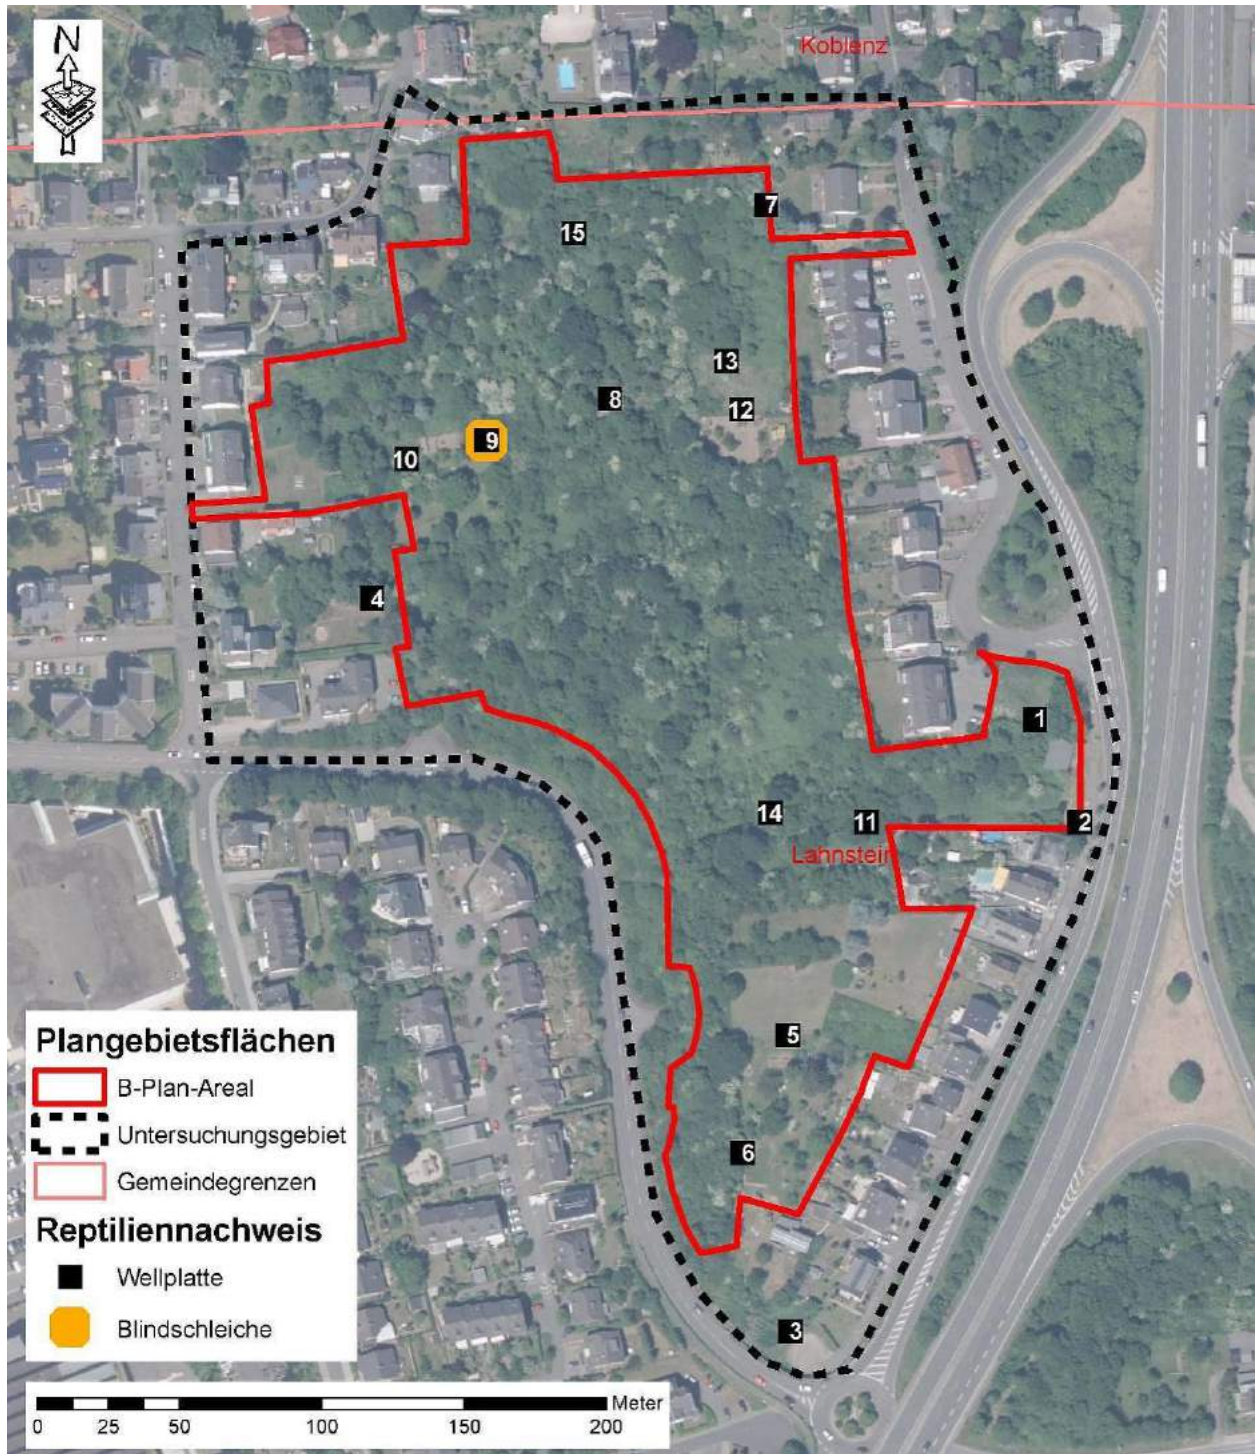 N
Koblenz
7
15
13
8
12
9
10
4
1
14
11
2
Lahnstein
5
6
3
Plangebietsflächen
B-Plan-Areal
Untersuchungsgebiet
Gemeindegrenzen
Reptiliennachweis
Wellplatte
Blindschleiche
Meter
0 25 50 100 150 200